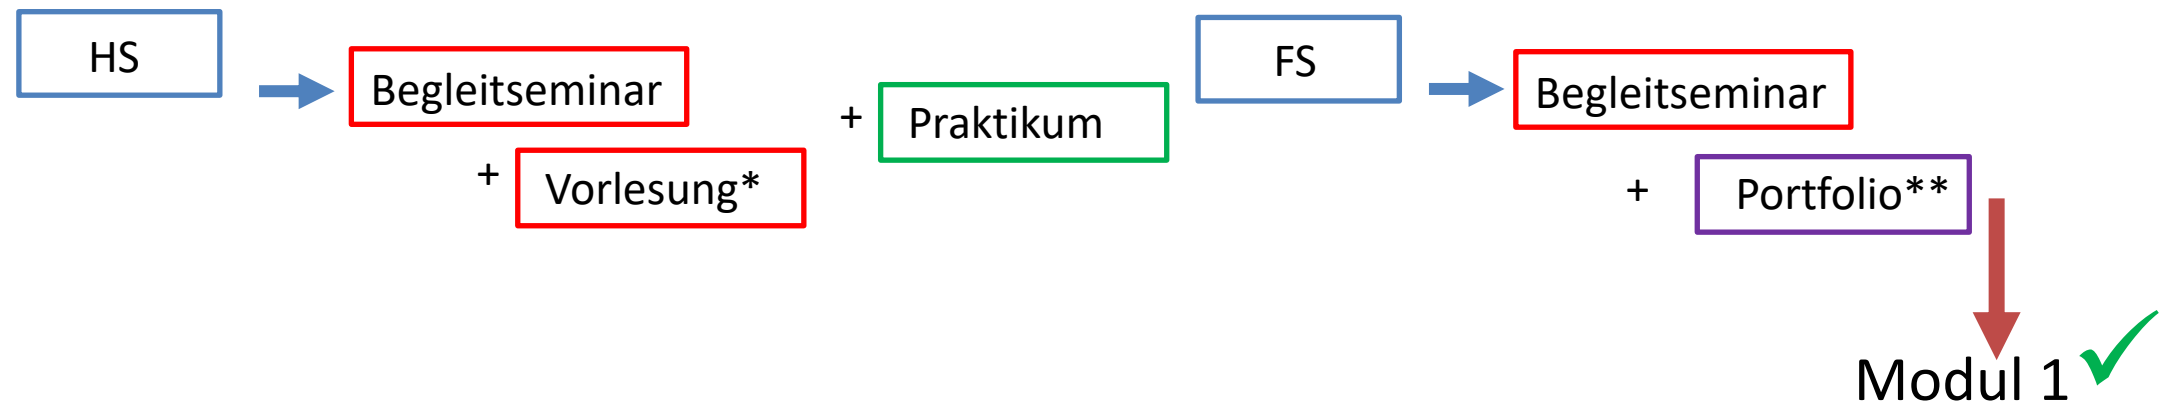 HS
Begleitseminar
+ Vorlesung*
+ Praktikum
FS
Begleitseminar
+ Portfolio**
Modul 1